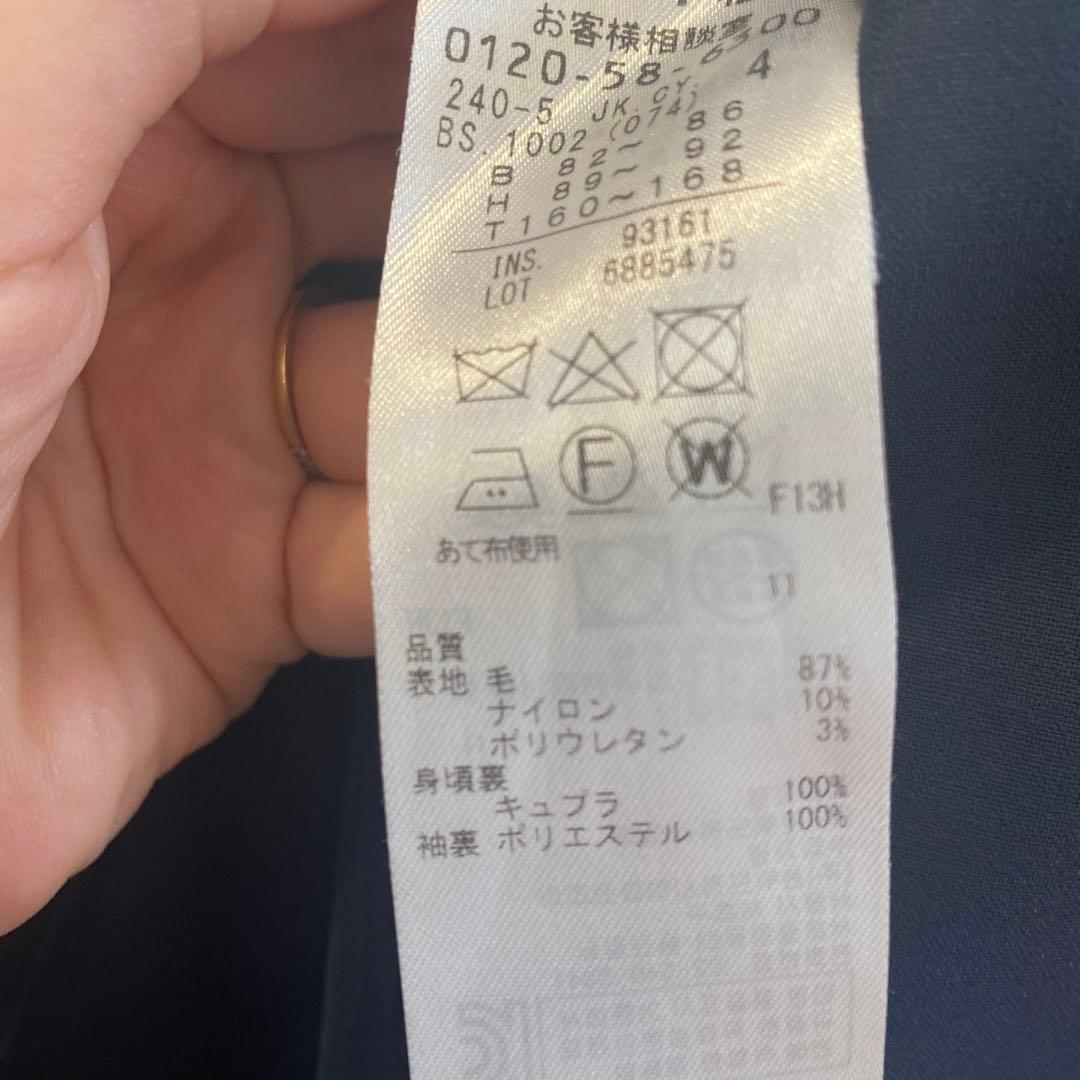 お客様相談室
0120-58-8300
4
240-5 JK.CY.
BS.1002 (074)
B 82～ 86
H 89～ 92
T160～168
INS. 93161
LOT 6885475
F W
F13H
あて布使用
11
品質
表地 毛 87%
ナイロン 10%
ポリウレタン 3%
身頃裏
キュプラ 100%
袖裏 ポリエステル 100%